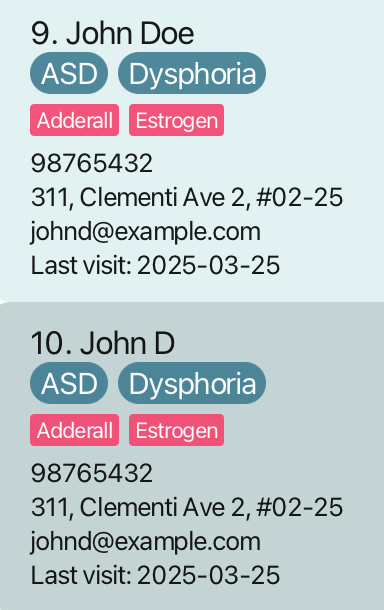 9. John Doe
ASD Dysphoria
Adderall Estrogen
98765432
311, Clementi Ave 2, #02-25
johnd@example.com
Last visit: 2025-03-25
10. John D
ASD Dysphoria
Adderall Estrogen
98765432
311, Clementi Ave 2, #02-25
johnd@example.com
Last visit: 2025-03-25